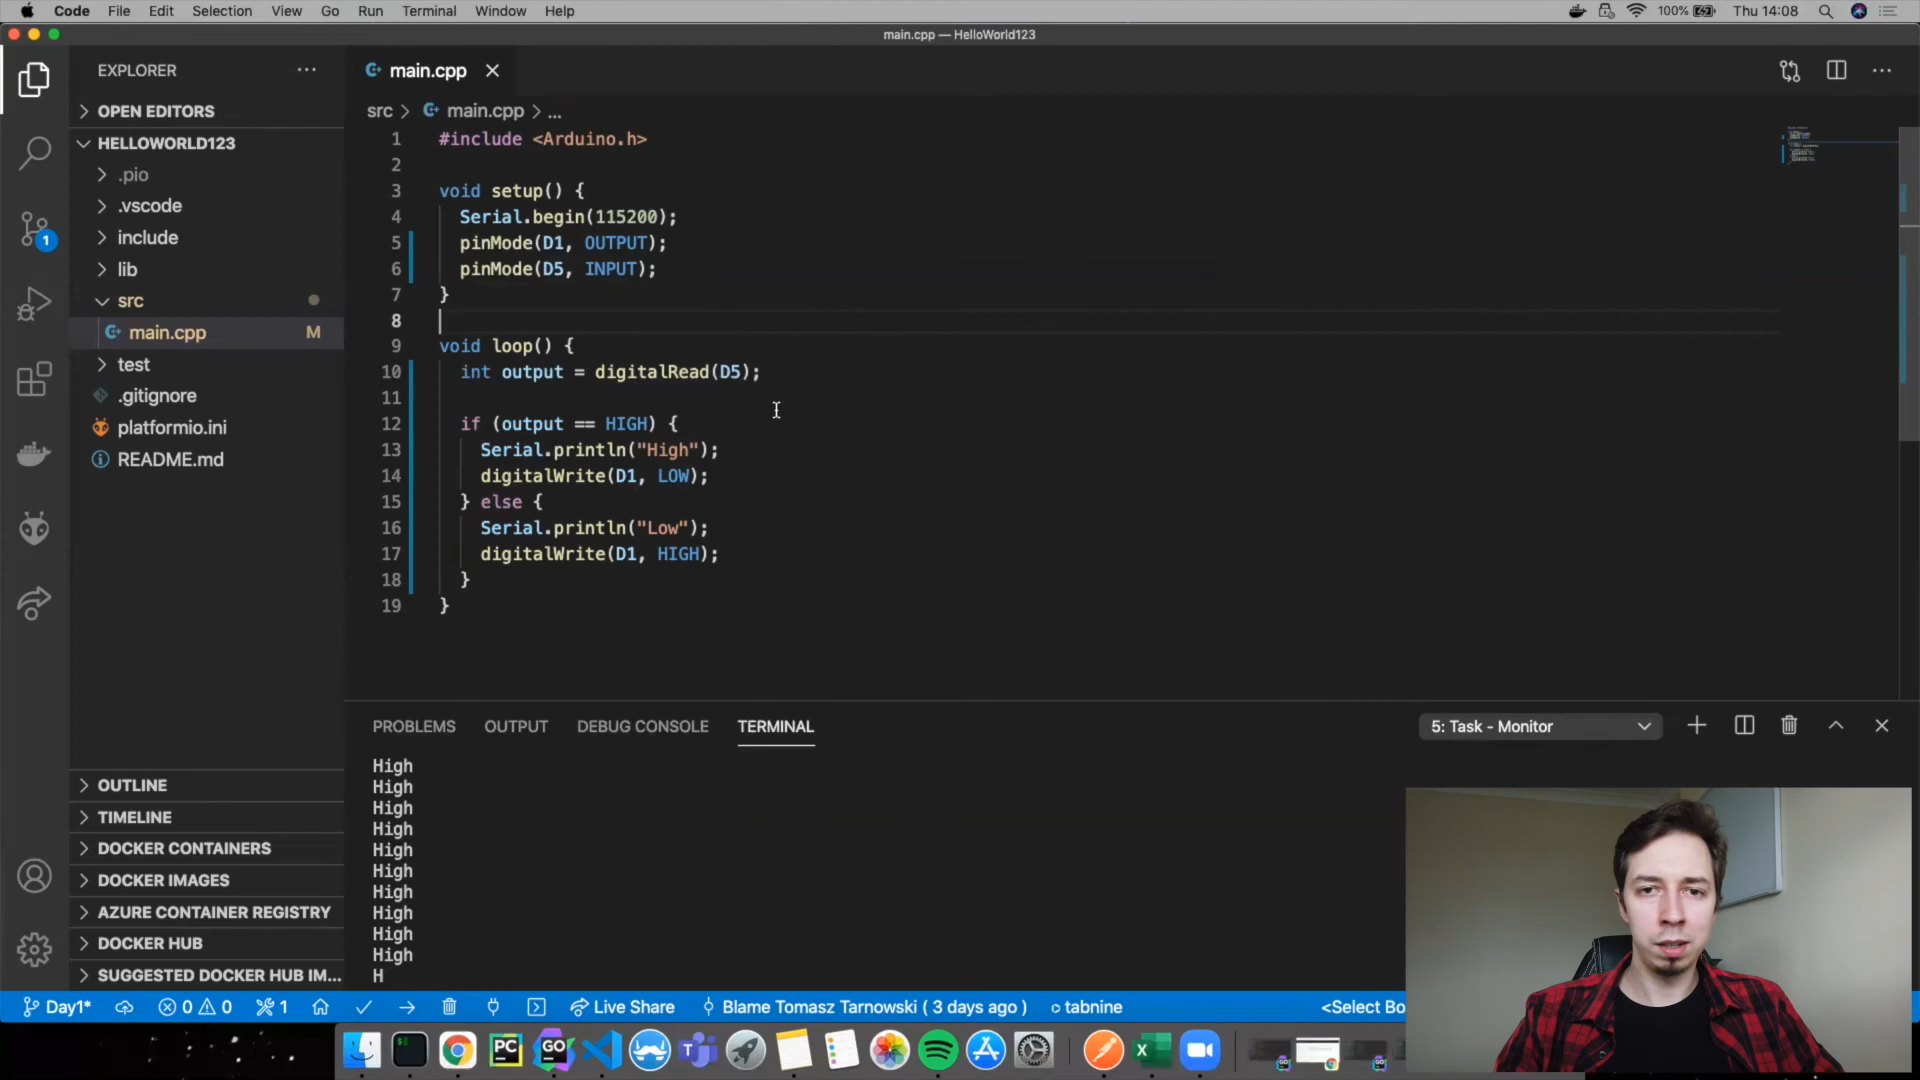 Code File Edit Selection View Go Run Terminal Window Help 100% Thu 14:08
main.cpp — HelloWorld123
EXPLORER
OPEN EDITORS
HELLOWORLD123
.pio
.vscode
include
lib
src
main.cpp M
test
.gitignore
platformio.ini
README.md
OUTLINE
TIMELINE
DOCKER CONTAINERS
DOCKER IMAGES
AZURE CONTAINER REGISTRY
DOCKER HUB
SUGGESTED DOCKER HUB IM...
1
main.cpp
src > main.cpp > ...
1 #include <Arduino.h>
2
3 void setup() {
4 Serial.begin(115200);
5 pinMode(D1, OUTPUT);
6 pinMode(D5, INPUT);
7 }
8
9 void loop() {
10 int output = digitalRead(D5);
11
12 if (output == HIGH) {
13 Serial.println("High");
14 digitalWrite(D1, LOW);
15 } else {
16 Serial.println("Low");
17 digitalWrite(D1, HIGH);
18 }
19 }
PROBLEMS OUTPUT DEBUG CONSOLE TERMINAL 5: Task - Monitor
High
High
High
High
High
High
High
High
High
High
H
Day1* 0 0 1 Live Share Blame Tomasz Tarnowski ( 3 days ago ) tabnine <Select Bo
PC GO